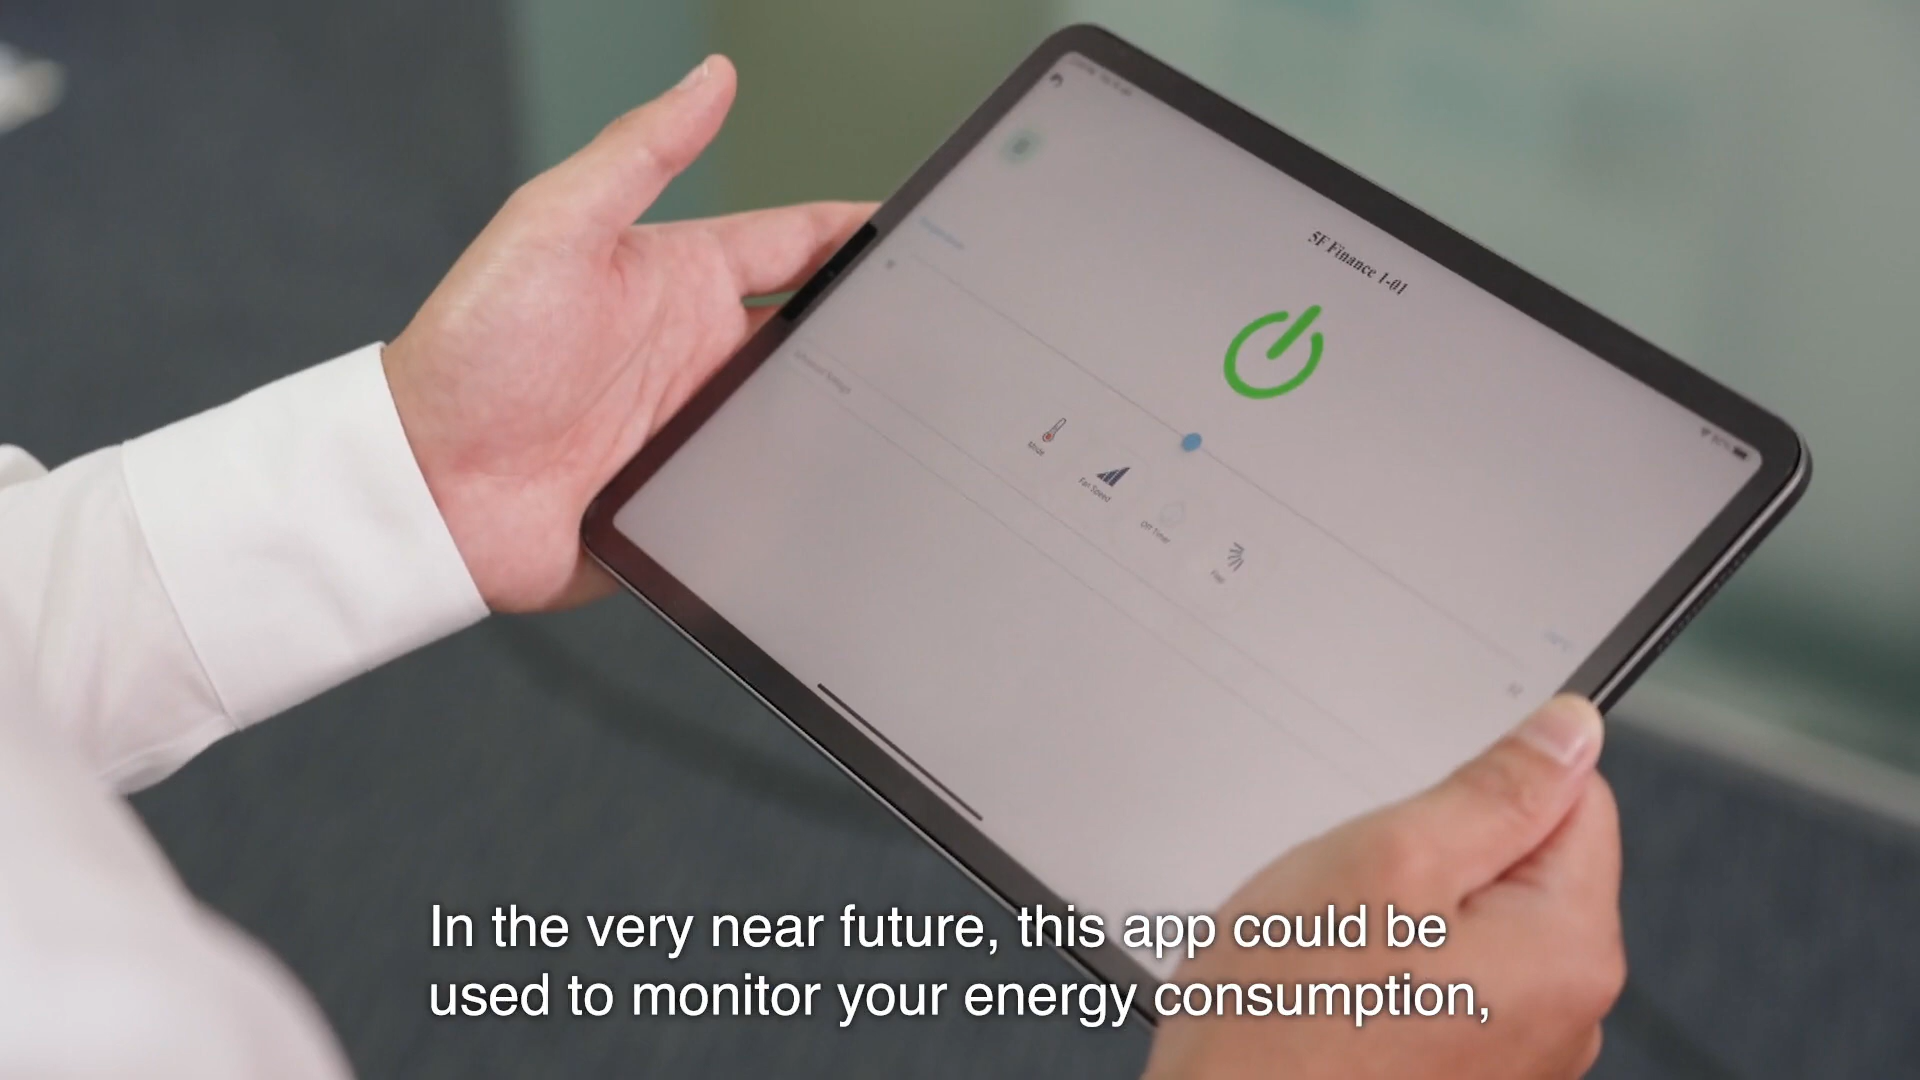 5F Finance 1-01
Mode
Fan Speed
Off Timer
Flap
In the very near future, this app could be
used to monitor your energy consumption,